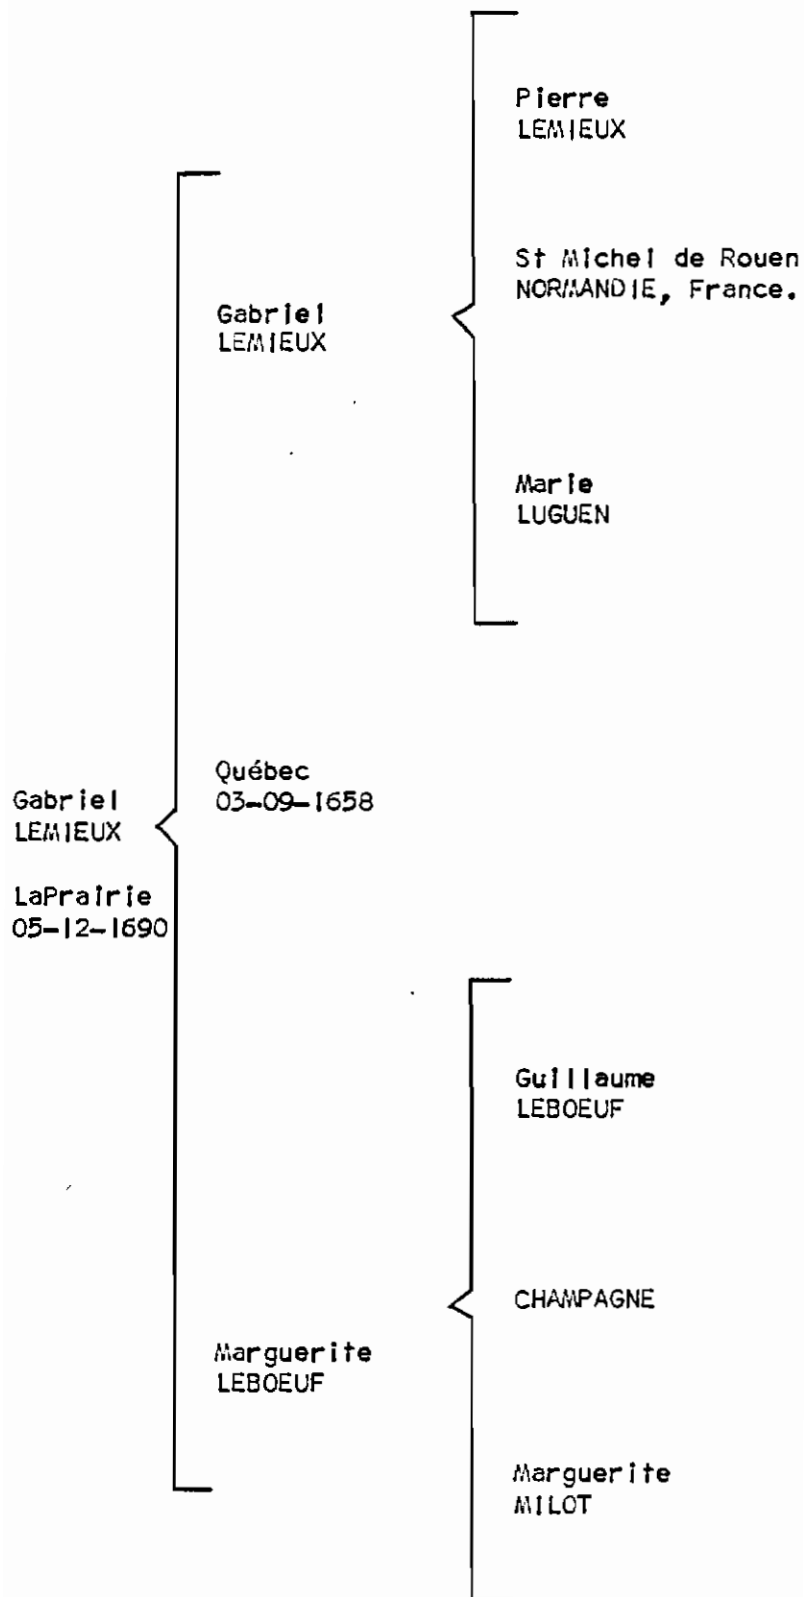 Pierre
LEMIEUX
St Michel de Rouen
NORMANDIE, France.
Gabriel
LEMIEUX
Marie
LUGUEN
Québec
03-09-1658
Gabriel
LEMIEUX
LaPrairie
05-12-1690
Guillaume
LEBOEUF
CHAMPAGNE
Marguerite
LEBOEUF
Marguerite
MILOT